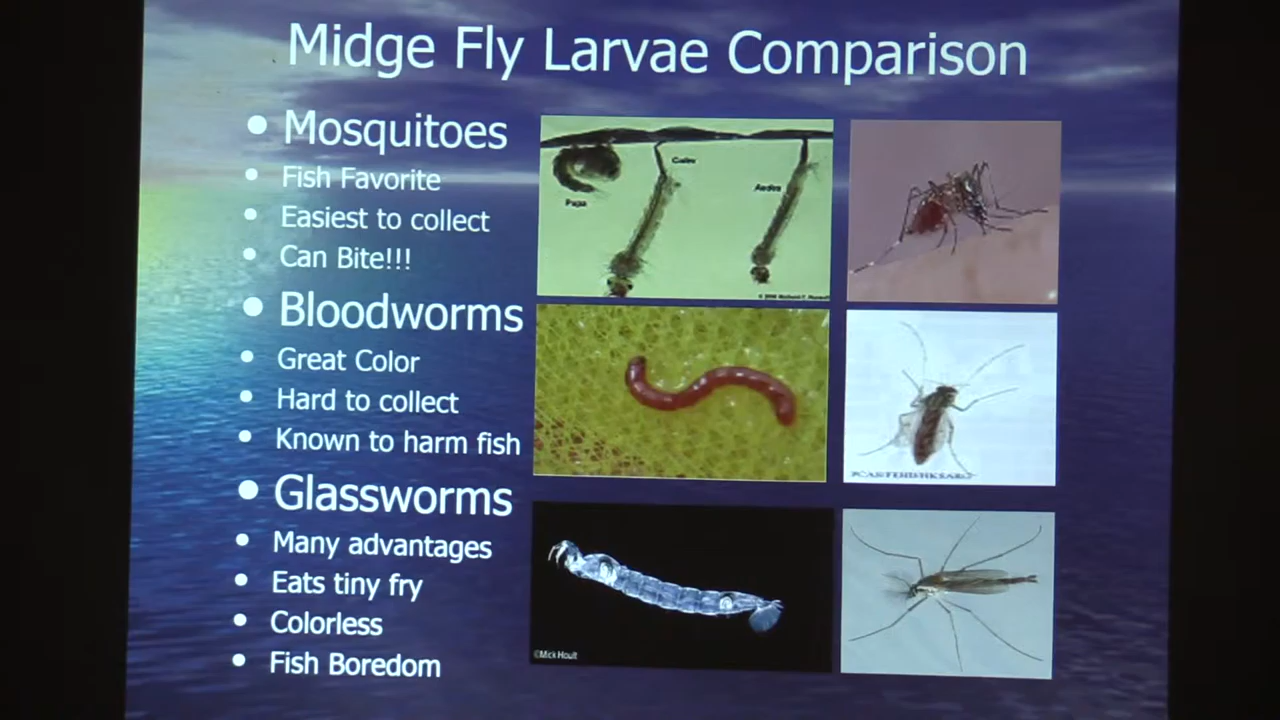 Midge Fly Larvae Comparison
• Mosquitoes
• Fish Favorite
• Easiest to collect
• Can Bite!!!
• Bloodworms
• Great Color
• Hard to collect
• Known to harm fish
• Glassworms
• Many advantages
• Eats tiny fry
• Colorless
• Fish Boredom
Culex
Aedes
Pupa
©Mick Hoult